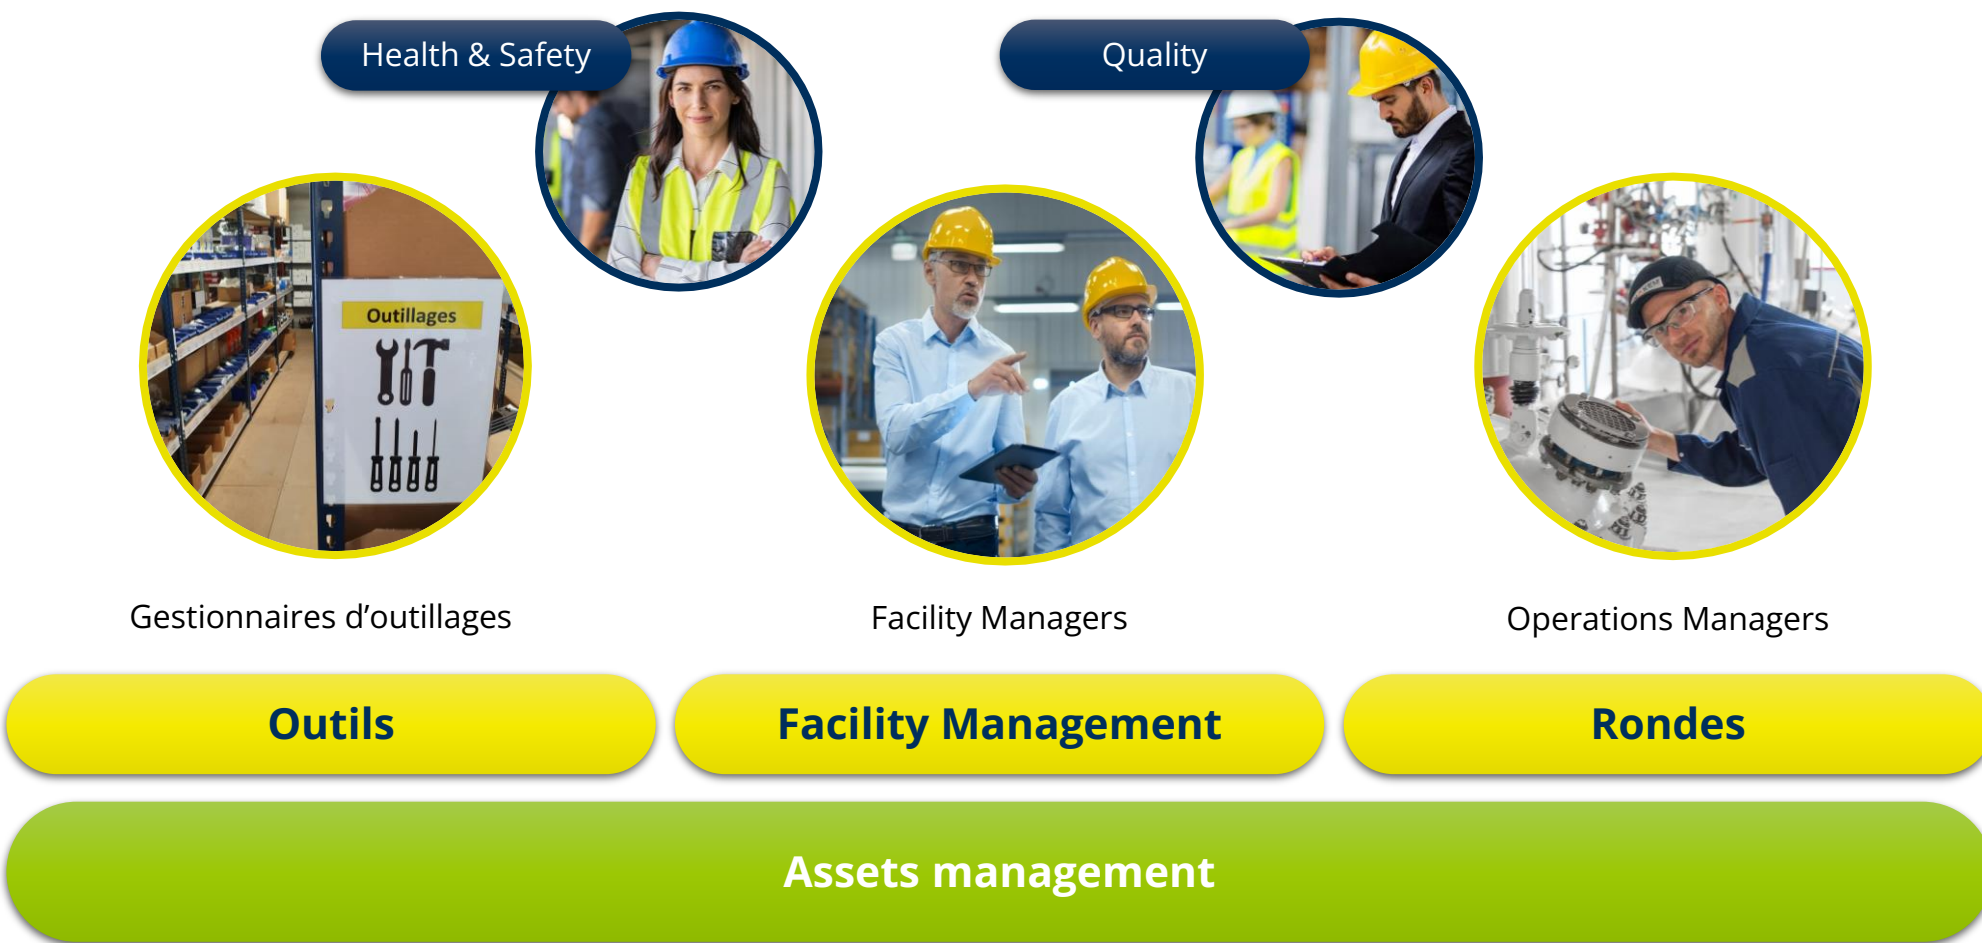 Health & Safety
Quality
Outillages
Gestionnaires d’outillages
Facility Managers
Operations Managers
Outils
Facility Management
Rondes
Assets management